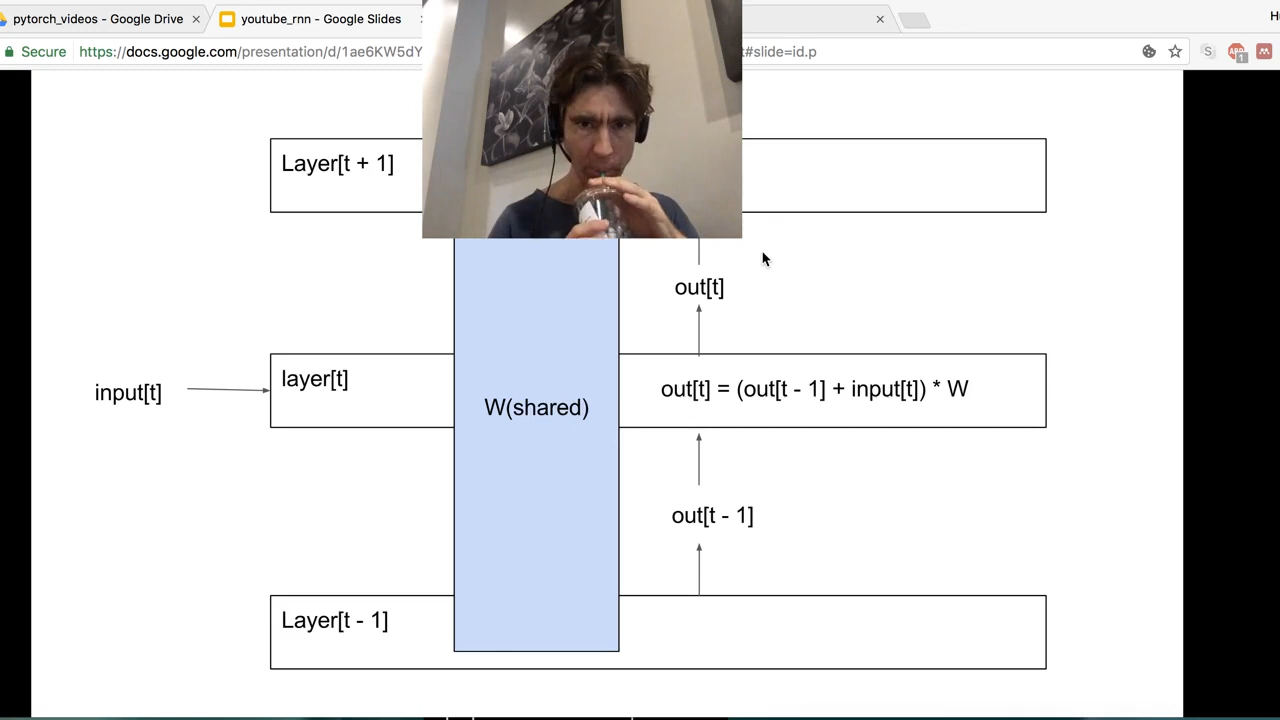 pytorch_videos - Google Drive
youtube_rnn - Google Slides
Secure
https://docs.google.com/presentation/d/1ae6KW5dY
t#slide=id.p
S
1
Layer[t + 1]
out[t]
layer[t]
input[t]
out[t] = (out[t - 1] + input[t]) * W
W(shared)
out[t - 1]
Layer[t - 1]